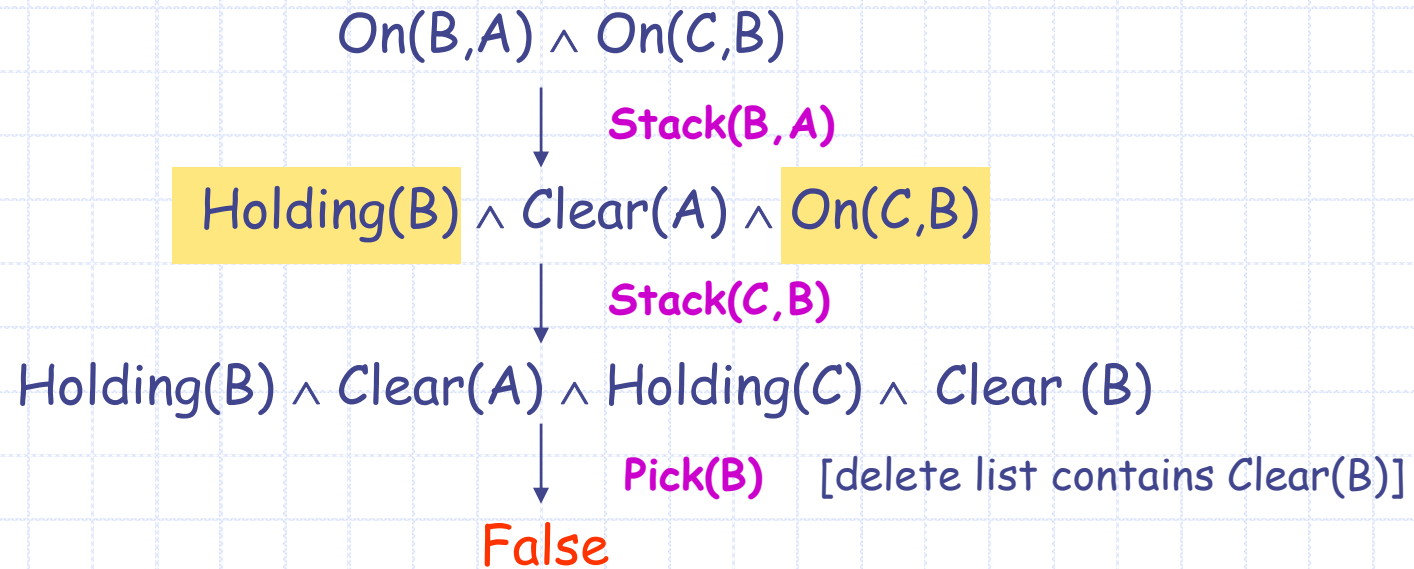 On(B,A) ∧ On(C,B)
Stack(B,A)
Holding(B) ∧ Clear(A) ∧ On(C,B)
Stack(C,B)
Holding(B) ∧ Clear(A) ∧ Holding(C) ∧ Clear (B)
Pick(B) [delete list contains Clear(B)]
False